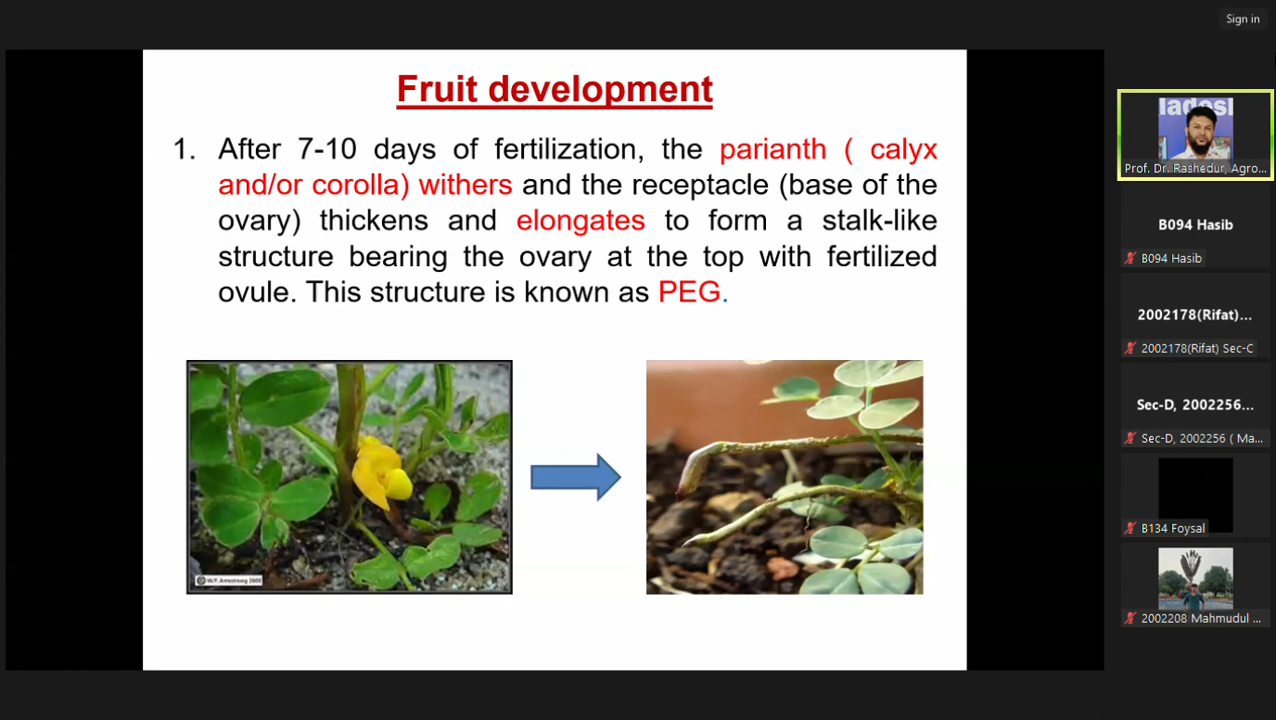 Sign in
Fruit development
1. After 7-10 days of fertilization, the parianth ( calyx
and/or corolla) withers and the receptacle (base of the
ovary) thickens and elongates to form a stalk-like
structure bearing the ovary at the top with fertilized
ovule. This structure is known as PEG.
© W.P. Armstrong 2005
Prof. Dr. Rashedur, Agro...
B094 Hasib
B094 Hasib
2002178(Rifat)...
2002178(Rifat) Sec-C
Sec-D, 2002256...
Sec-D, 2002256 ( Ma...
B134 Foysal
2002208 Mahmudul ...